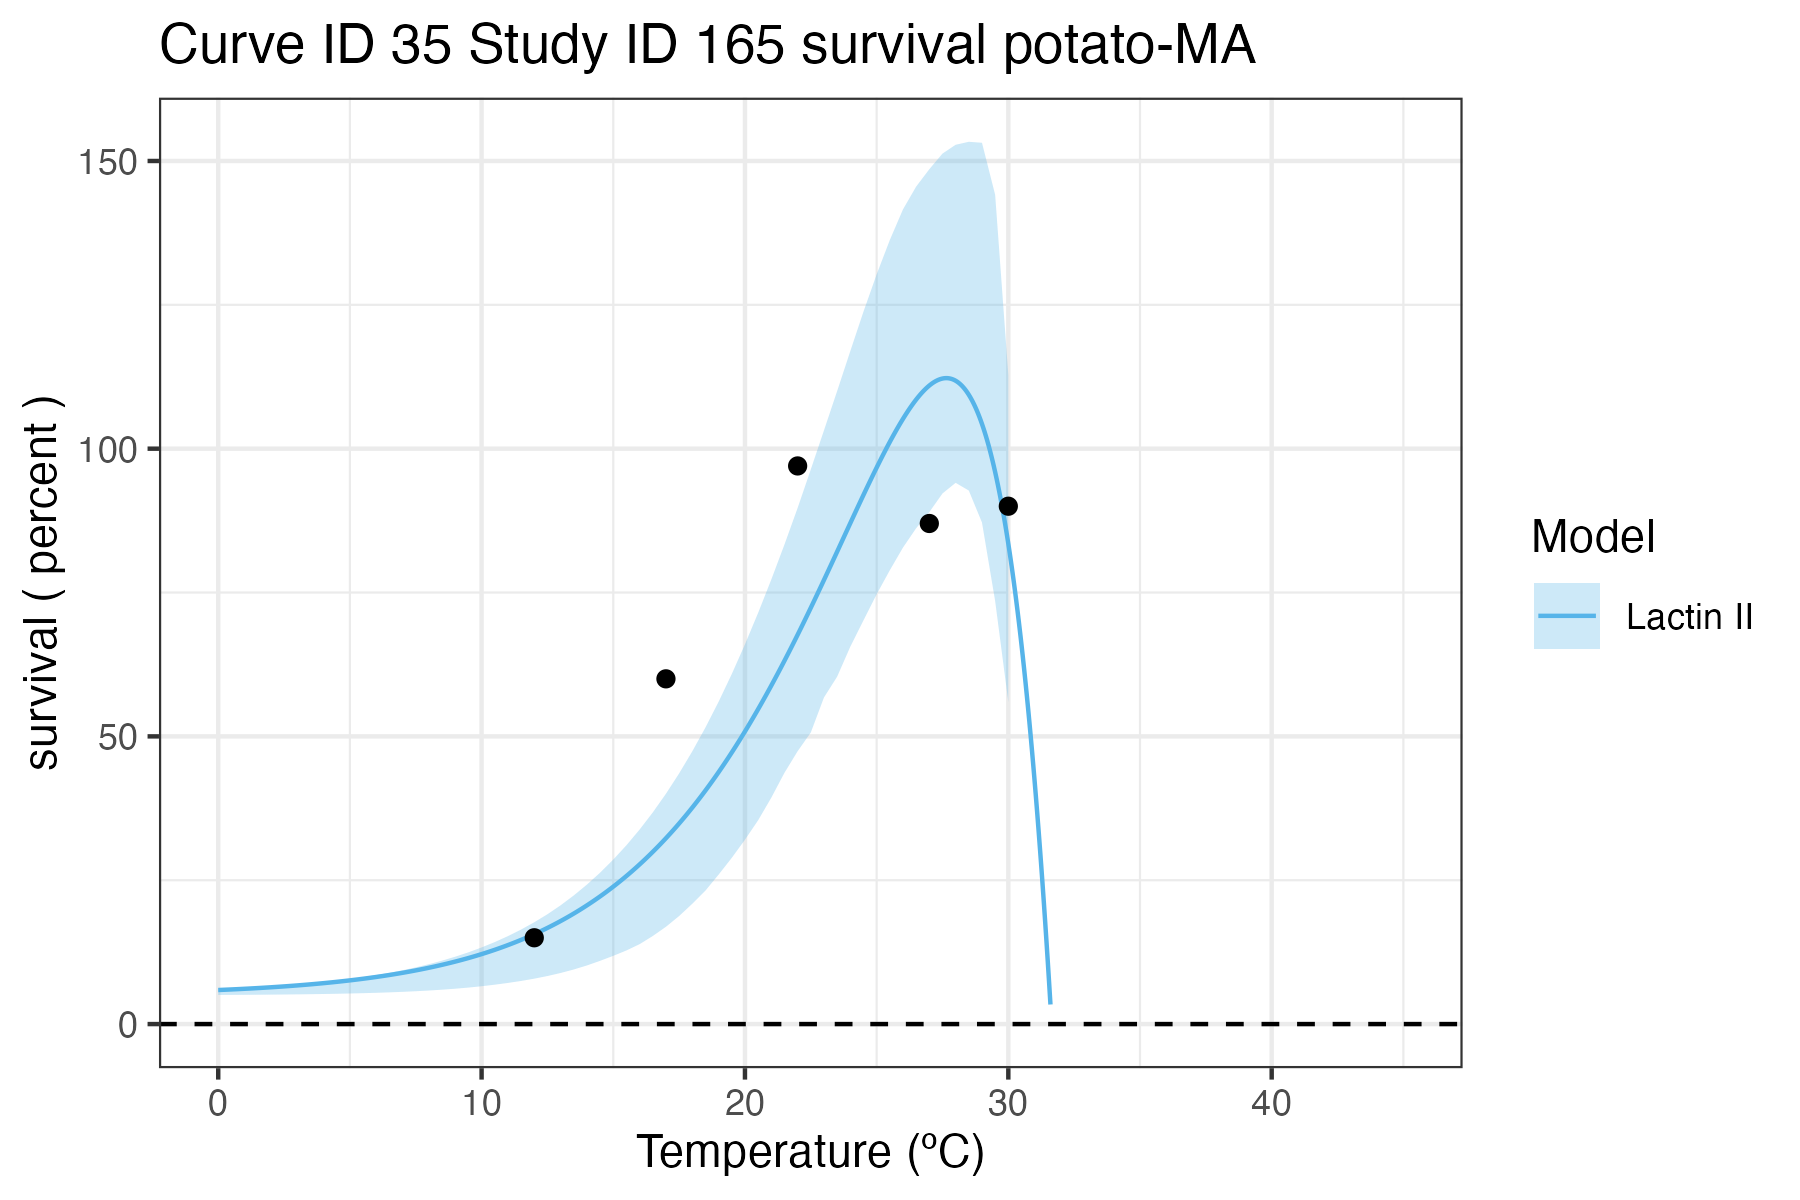 Curve ID 35 Study ID 165 survival potato-MA
150
100
50
0
survival ( percent )
0 10 20 30 40
Temperature (ºC)
Model
Lactin II